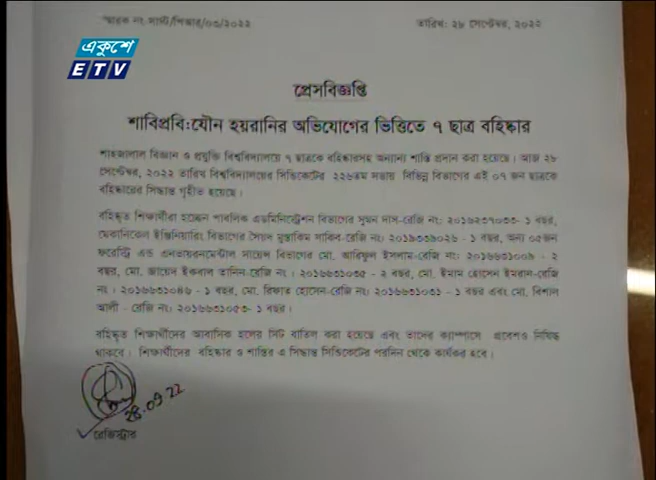 স্মারক নং-সাস্ট/শিক্ষার/০৩/২০২২
তারিখ: ২৮ সেপ্টেম্বর, ২০২২
একুশে
ETV
প্রেসবিজ্ঞপ্তি
শাবিপ্রবি:যৌন হয়রানির অভিযোগের ভিত্তিতে ৭ ছাত্র বহিষ্কার
শাহজালাল বিজ্ঞান ও প্রযুক্তি বিশ্ববিদ্যালয়ে ৭ ছাত্রকে বহিষ্কারসহ অন্যান্য শাস্তি প্রদান করা হয়েছে। আজ ২৮
সেপ্টেম্বর, ২০২২ তারিখ বিশ্ববিদ্যালয়ের সিন্ডিকেটের ২২৬তম সভায় বিভিন্ন বিভাগের এই ০৭ জন ছাত্রকে
বহিষ্কারের সিদ্ধান্ত গৃহীত হয়েছে।
বহিষ্কৃত শিক্ষার্থীরা হচ্ছেন পাবলিক এডমিনিস্ট্রেশন বিভাগের সুমন দাস-রেজি নং: ২০১৬২৩৭০৩৩- ১ বছর,
মেকানিকেল ইঞ্জিনিয়ারিং বিভাগের সৈয়দ মুস্তাকিম সাকিব-রেজি নং: ২০১৯৩৩৯০২৬ - ১ বছর, অন্য ০৫জন
ফরেস্ট্রি এন্ড এনভায়রনমেন্টাল সায়েন্স বিভাগের মো. আরিফুল ইসলাম-রেজি নং: ২০১৬৬৩১০০৯ - ২
বছর, মো. জায়েদ ইকবাল তানিন-রেজি নং : ২০১৬৬৩১০৩৫ - ২ বছর, মো. ইমাম হোসেন ইমরান-রেজি
নং : ২০১৬৬৩১০৪৬ - ১ বছর, মো. রিফাত হোসেন-রেজি নং: ২০১৬৬৩১০৩১ - ১ বছর এবং মো. বিশাল
আলী - রেজি নং: ২০১৬৬৩১০৫৩- ১ বছর।
বহিষ্কৃত শিক্ষার্থীদের আবাসিক হলের সিট বাতিল করা হয়েছে এবং তাদের ক্যাম্পাসে প্রবেশও নিষিদ্ধ
থাকবে। শিক্ষার্থীদের বহিষ্কার ও শাস্তির এ সিদ্ধান্ত সিন্ডিকেটের পরদিন থেকে কার্যকর হবে।
28.09.22
রেজিস্ট্রার